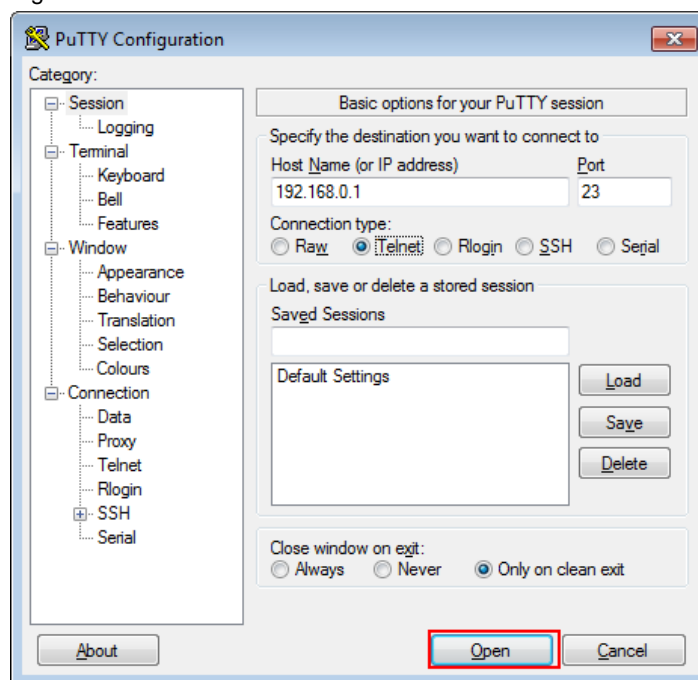 PuTTY Configuration
Category:
Session
Logging
Terminal
Keyboard
Bell
Features
Window
Appearance
Behaviour
Translation
Selection
Colours
Connection
Data
Proxy
Telnet
Rlogin
SSH
Serial
Basic options for your PuTTY session
Specify the destination you want to connect to
Host Name (or IP address) Port
192.168.0.1 23
Connection type:
Raw Telnet Rlogin SSH Serial
Load, save or delete a stored session
Saved Sessions
Default Settings
Load
Save
Delete
Close window on exit:
Always Never Only on clean exit
About Open Cancel